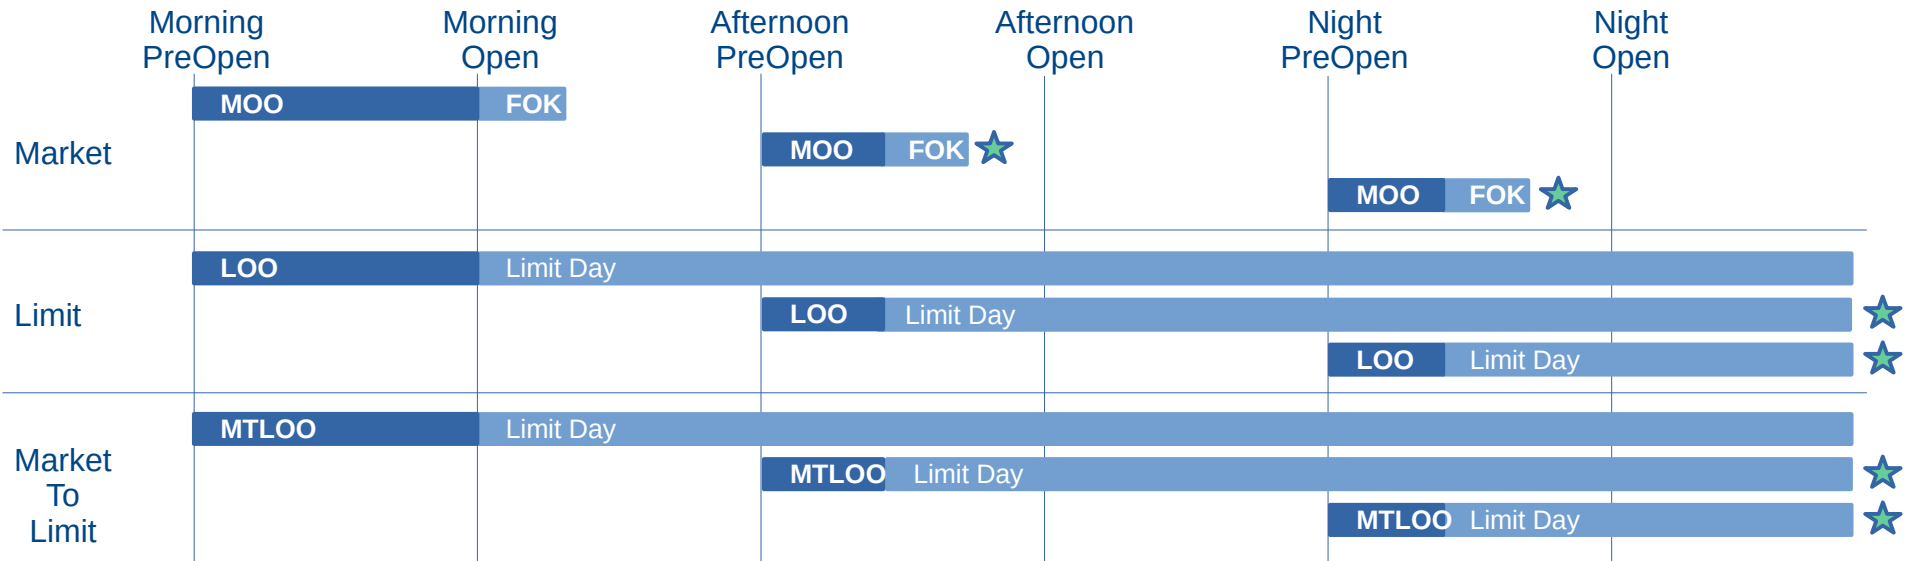 Morning
PreOpen
Morning
Open
Afternoon
PreOpen
Afternoon
Open
Night
PreOpen
Night
Open
Market
MOO FOK
MOO FOK
MOO FOK
Limit
LOO Limit Day
LOO Limit Day
LOO Limit Day
Market
To
Limit
MTLOO Limit Day
MTLOO Limit Day
MTLOO Limit Day